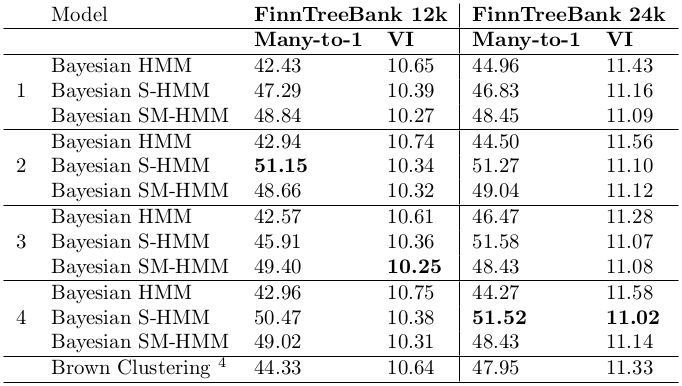 Model FinnTreeBank 12k FinnTreeBank 24k
Many-to-1 VI Many-to-1 VI
Bayesian HMM 42.43 10.65 44.96 11.43
1 Bayesian S-HMM 47.29 10.39 46.83 11.16
Bayesian SM-HMM 48.84 10.27 48.45 11.09
Bayesian HMM 42.94 10.74 44.50 11.56
2 Bayesian S-HMM 51.15 10.34 51.27 11.10
Bayesian SM-HMM 48.66 10.32 49.04 11.12
Bayesian HMM 42.57 10.61 46.47 11.28
3 Bayesian S-HMM 45.91 10.36 51.58 11.07
Bayesian SM-HMM 49.40 10.25 48.43 11.08
Bayesian HMM 42.96 10.75 44.27 11.58
4 Bayesian S-HMM 50.47 10.38 51.52 11.02
Bayesian SM-HMM 49.02 10.31 48.43 11.14
Brown Clustering 4 44.33 10.64 47.95 11.33